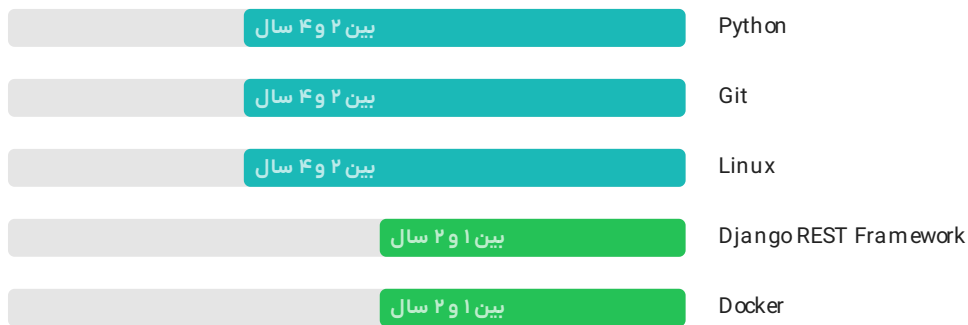 Python
بین ۲ و ۴ سال
Git
بین ۲ و ۴ سال
Linux
بین ۲ و ۴ سال
Django REST Framework
بین ۱ و ۲ سال
Docker
بین ۱ و ۲ سال